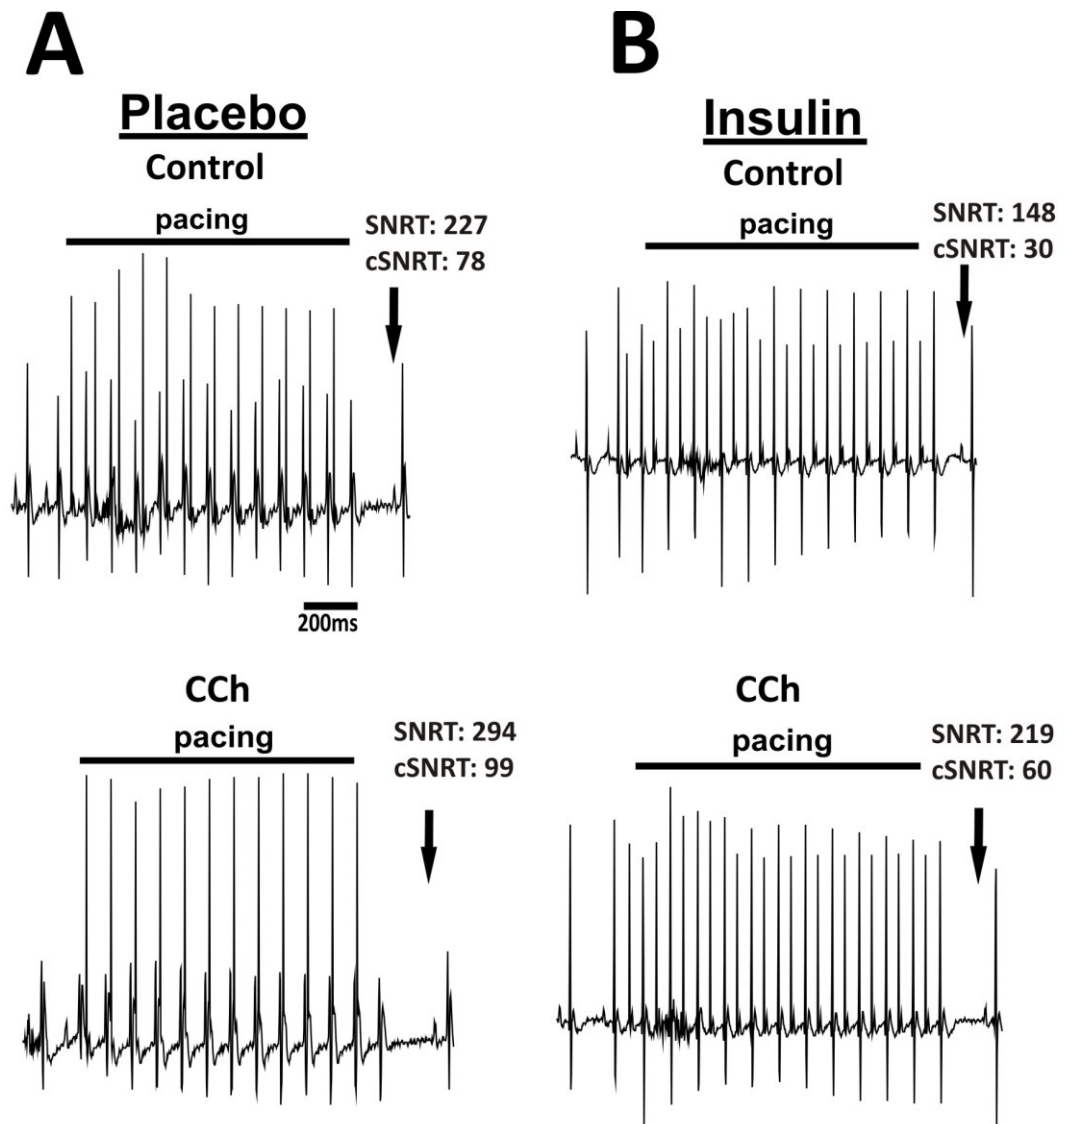 A
Placebo
Control
pacing
SNRT: 227
cSNRT: 78
200ms
CCh
pacing
SNRT: 294
cSNRT: 99
B
Insulin
Control
pacing
SNRT: 148
cSNRT: 30
CCh
pacing
SNRT: 219
cSNRT: 60